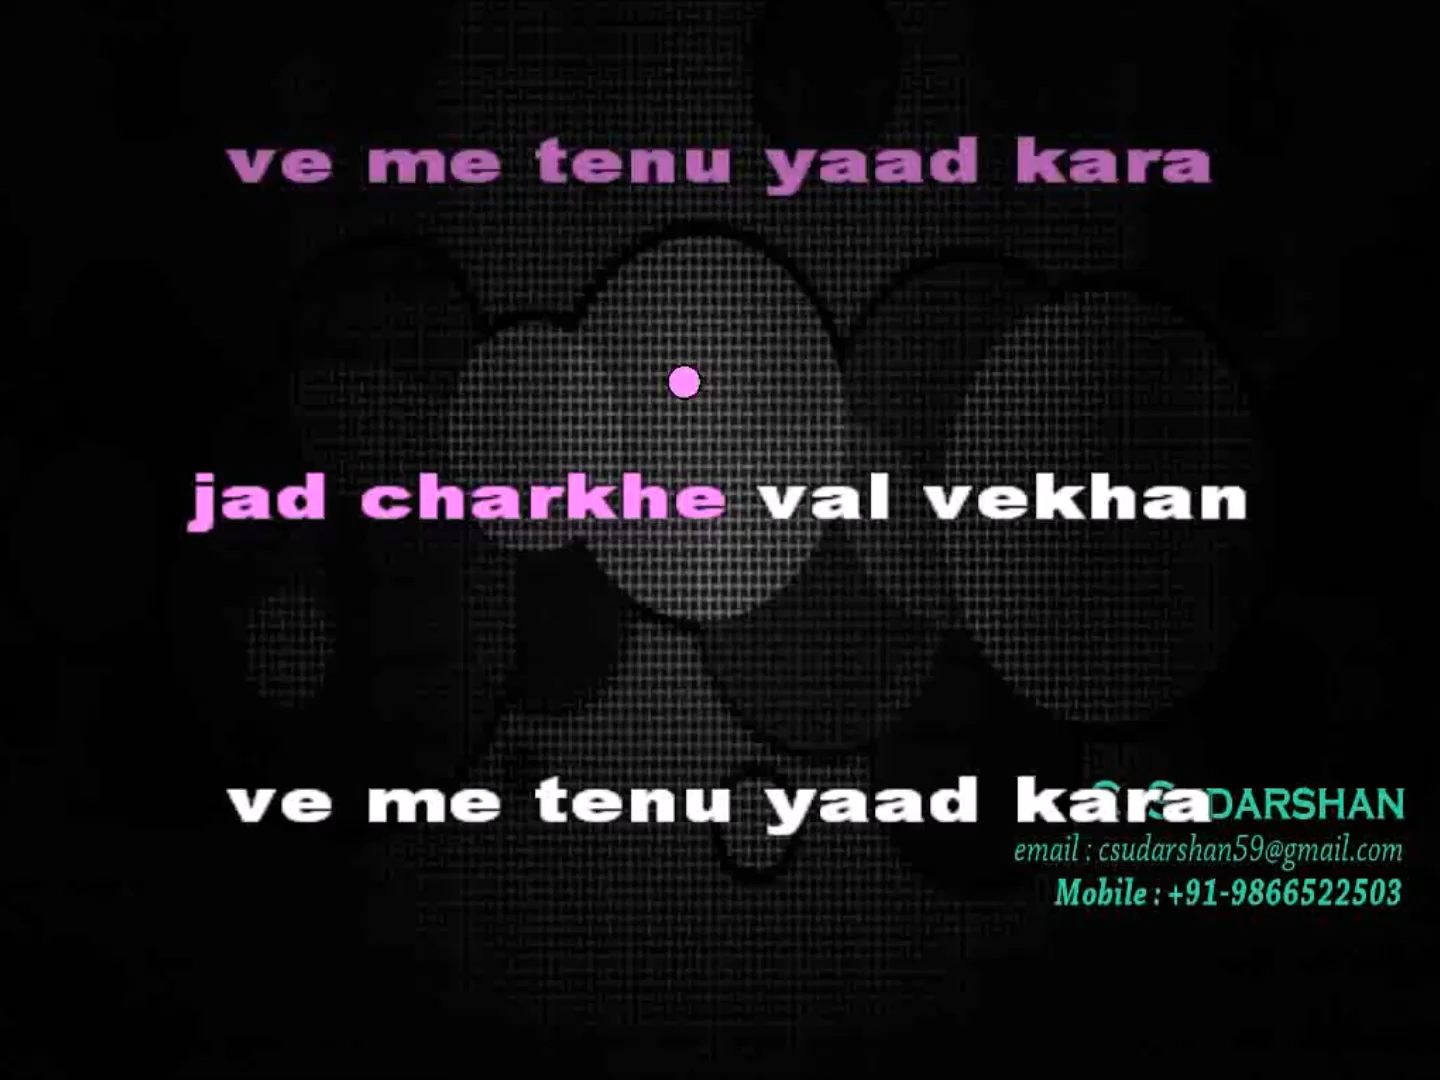 ve me tenu yaad kara
jad charkhe val vekhan
ve me tenu yaad kara
DARSHAN
email : csudarshan59@gmail.com
Mobile : +91-9866522503